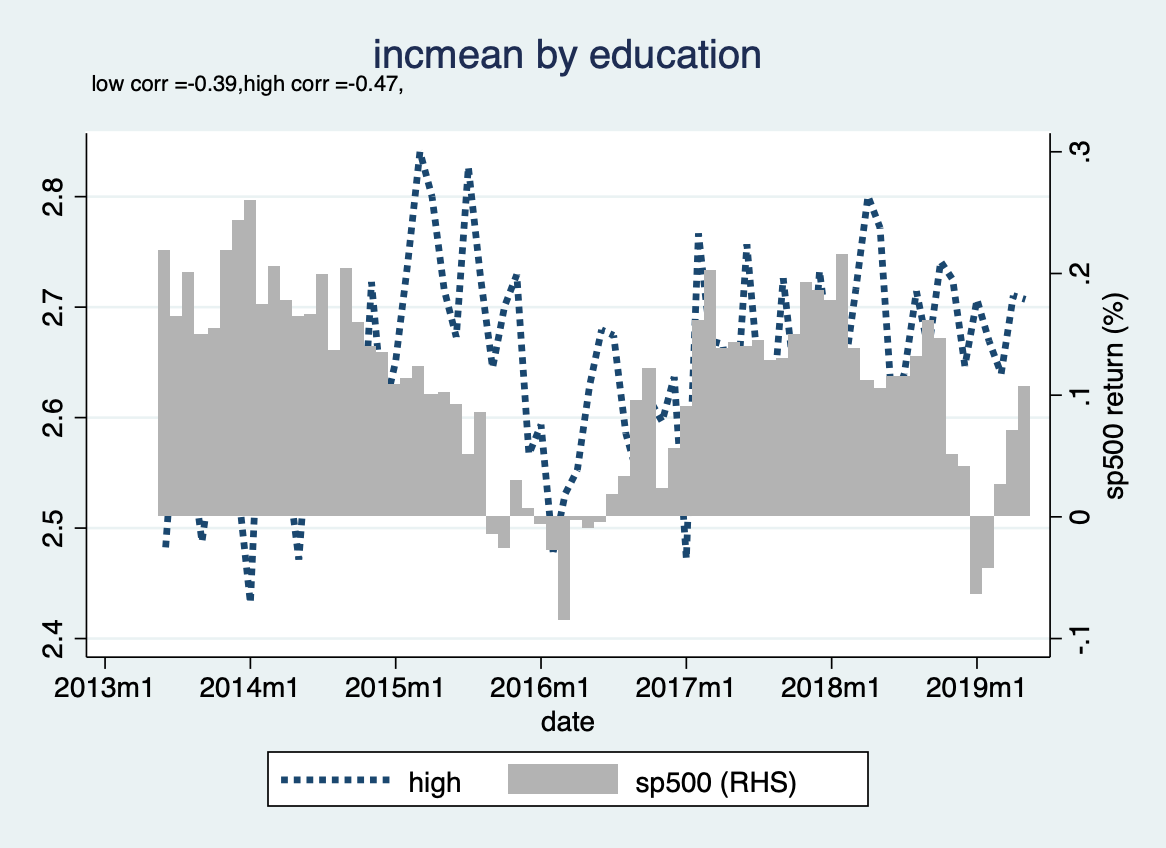 incmean by education
low corr =-0.39,high corr =-0.47,
2.8
2.7
2.6
2.5
2.4
.3
.2
.1
0
-.1
sp500 return (%)
2013m1 2014m1 2015m1 2016m1 2017m1 2018m1 2019m1
date
high sp500 (RHS)